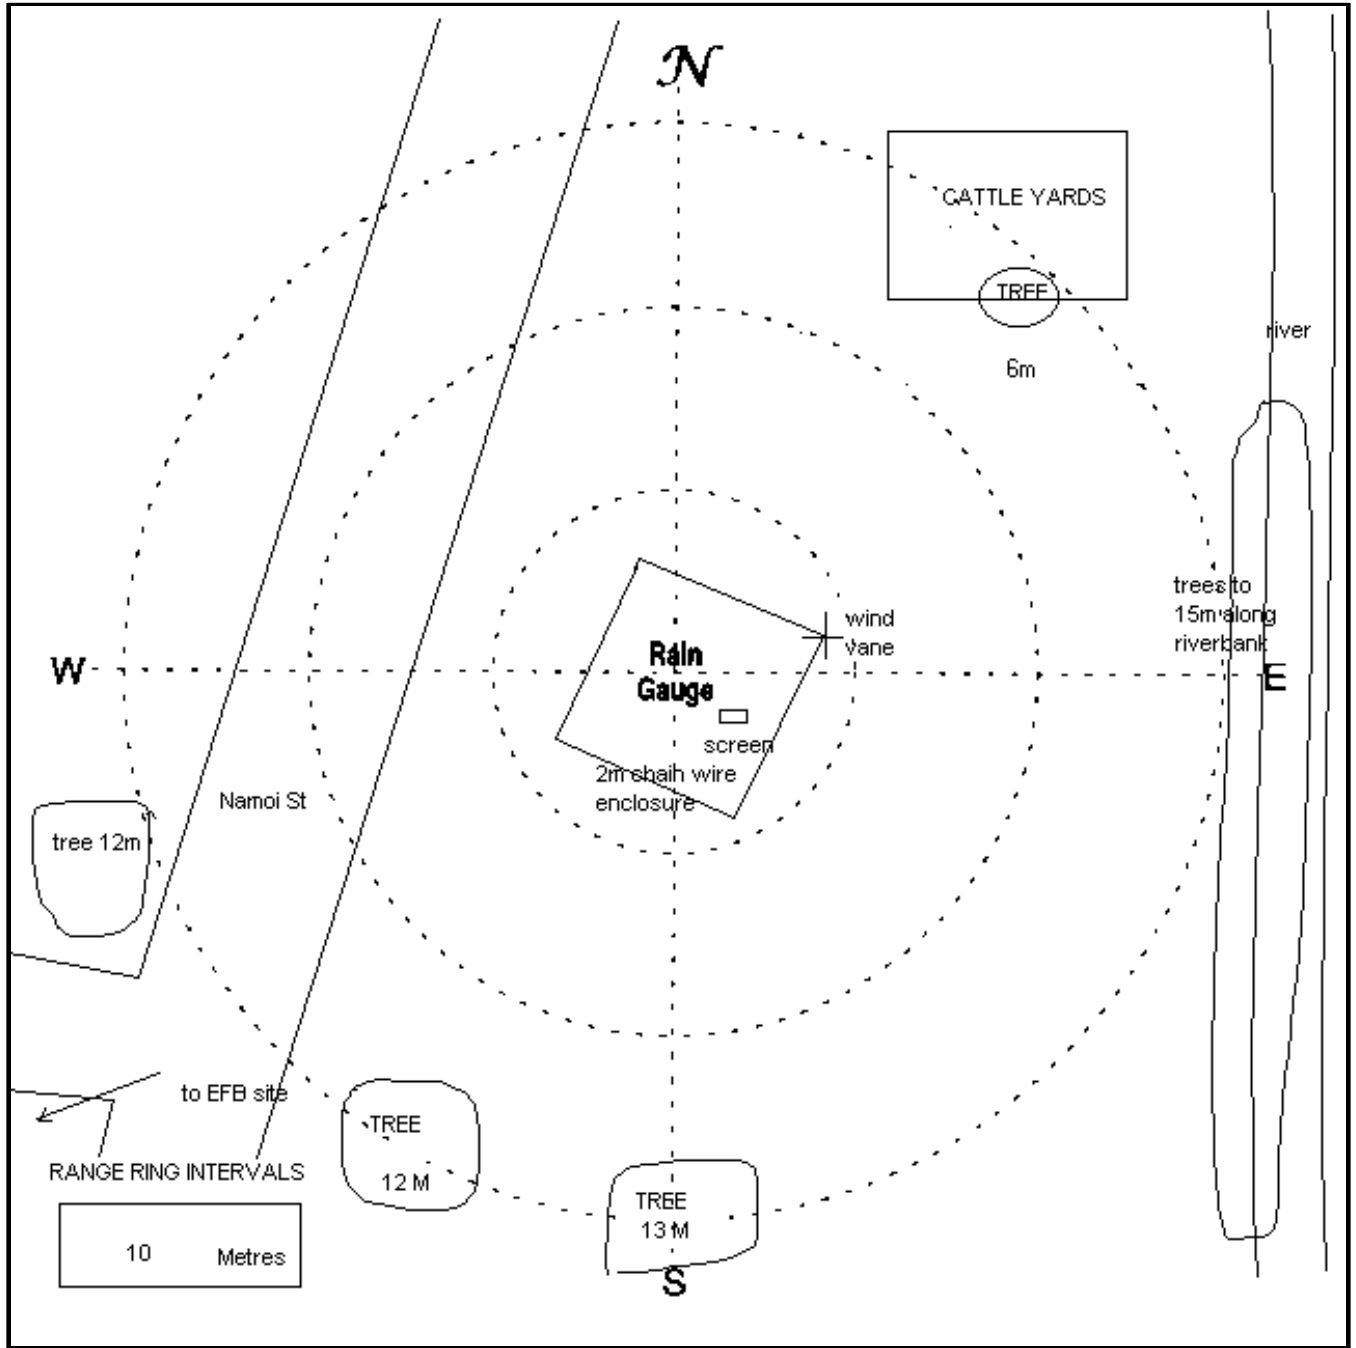 N
CATTLE YARDS
TREE
river
6m
trees to
15m along
riverbank
wind
vane
Rain
Gauge
W
E
screen
2m chain wire
enclosure
Namoi St
tree 12m
to EFB site
TREE
12 M
RANGE RING INTERVALS
TREE
13 M
10 Metres
S